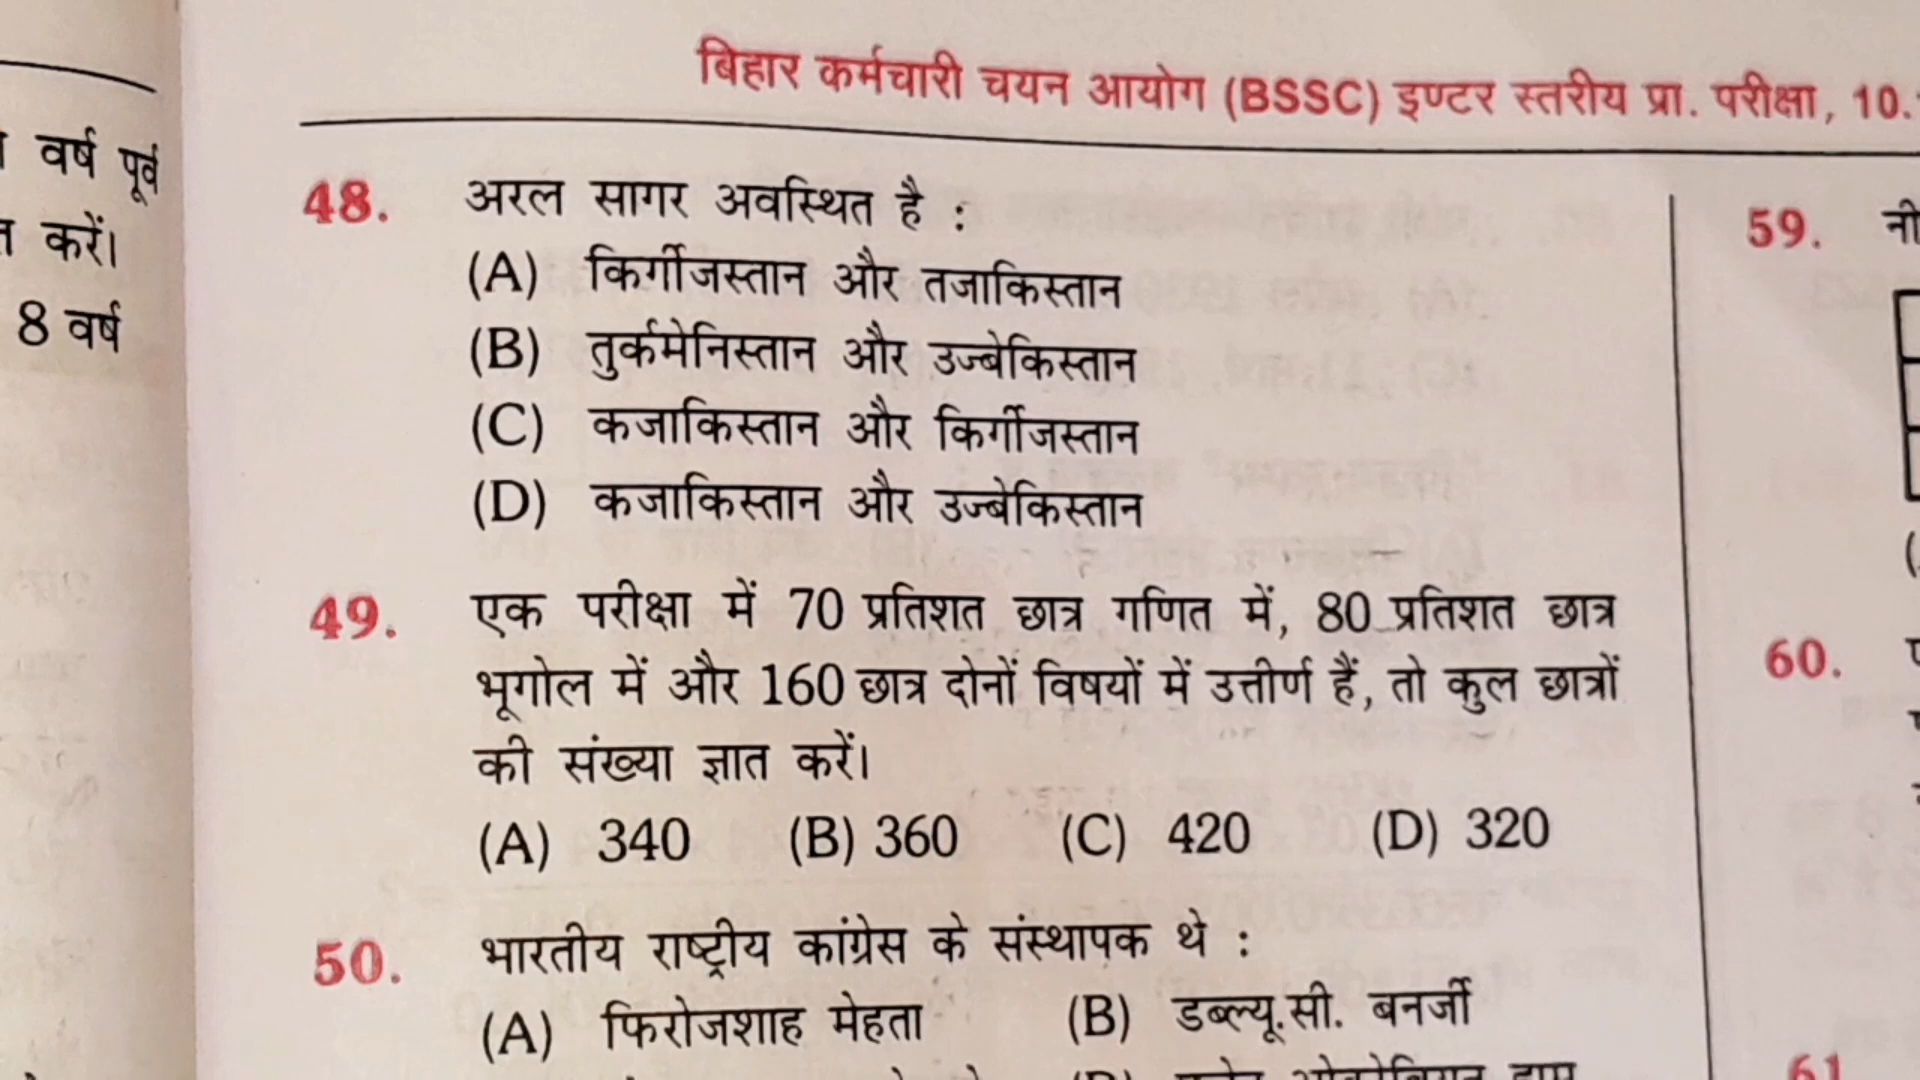 वर्ष पूर्व
करें।
8 वर्ष
बिहार कर्मचारी चयन आयोग (BSSC) इण्टर स्तरीय प्रा. परीक्षा, 10.
48. अरल सागर अवस्थित है :
(A) किर्गीजस्तान और तजाकिस्तान
(B) तुर्कमेनिस्तान और उज्बेकिस्तान
(C) कजाकिस्तान और किर्गीजस्तान
(D) कजाकिस्तान और उज्बेकिस्तान
49. एक परीक्षा में 70 प्रतिशत छात्र गणित में, 80 प्रतिशत छात्र
भूगोल में और 160 छात्र दोनों विषयों में उत्तीर्ण हैं, तो कुल छात्रों
की संख्या ज्ञात करें।
(A) 340 (B) 360 (C) 420 (D) 320
50. भारतीय राष्ट्रीय कांग्रेस के संस्थापक थे :
(A) फिरोजशाह मेहता (B) डब्ल्यू.सी. बनर्जी
59. नी
60.
61